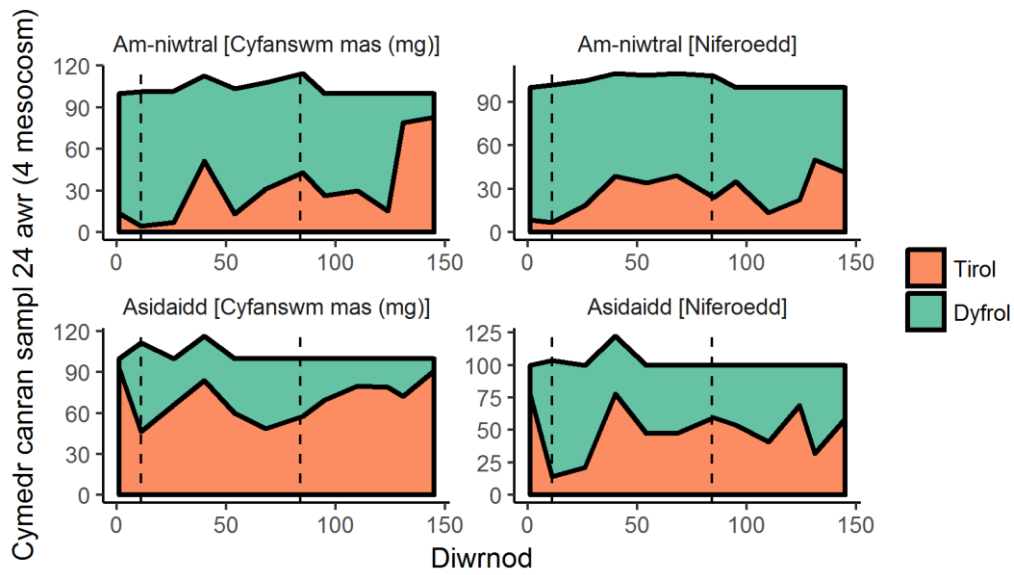 Cymedr canran sampl 24 awr (4 mesocosm)
Am-niwtral [Cyfanswm mas (mg)]
120
90
60
30
0
0 50 100 150
Am-niwtral [Niferoedd]
90
60
30
0
0 50 100 150
Asidaidd [Cyfanswm mas (mg)]
120
90
60
30
0
0 50 100 150
Asidaidd [Niferoedd]
125
100
75
50
25
0
0 50 100 150
Diwrnod
Tirol
Dyfrol